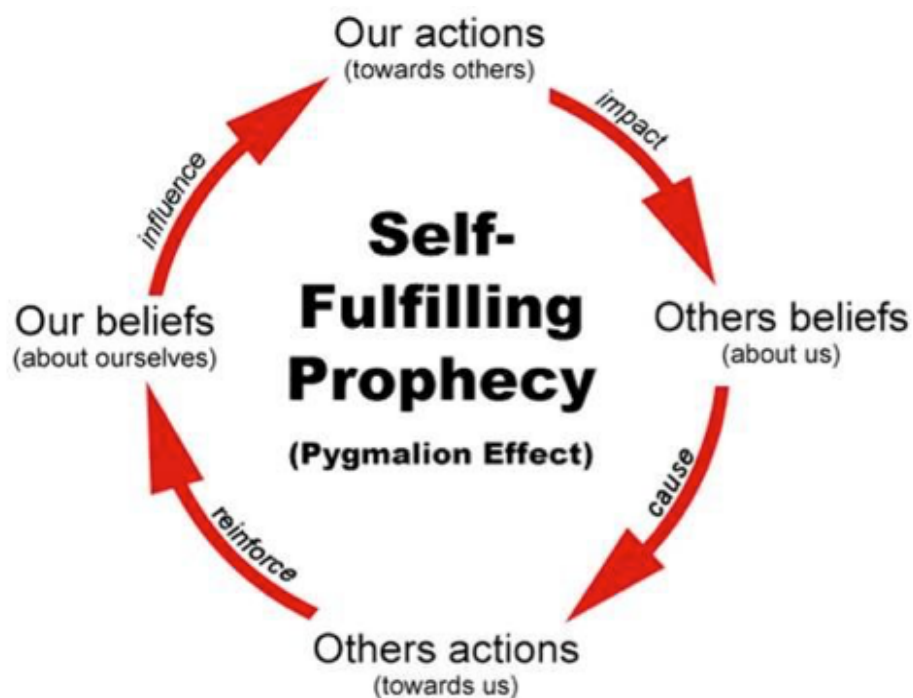 Our actions
(towards others)
impact
influence
Self-
Fulfilling
Prophecy
(Pygmalion Effect)
Our beliefs
(about ourselves)
Others beliefs
(about us)
cause
reinforce
Others actions
(towards us)